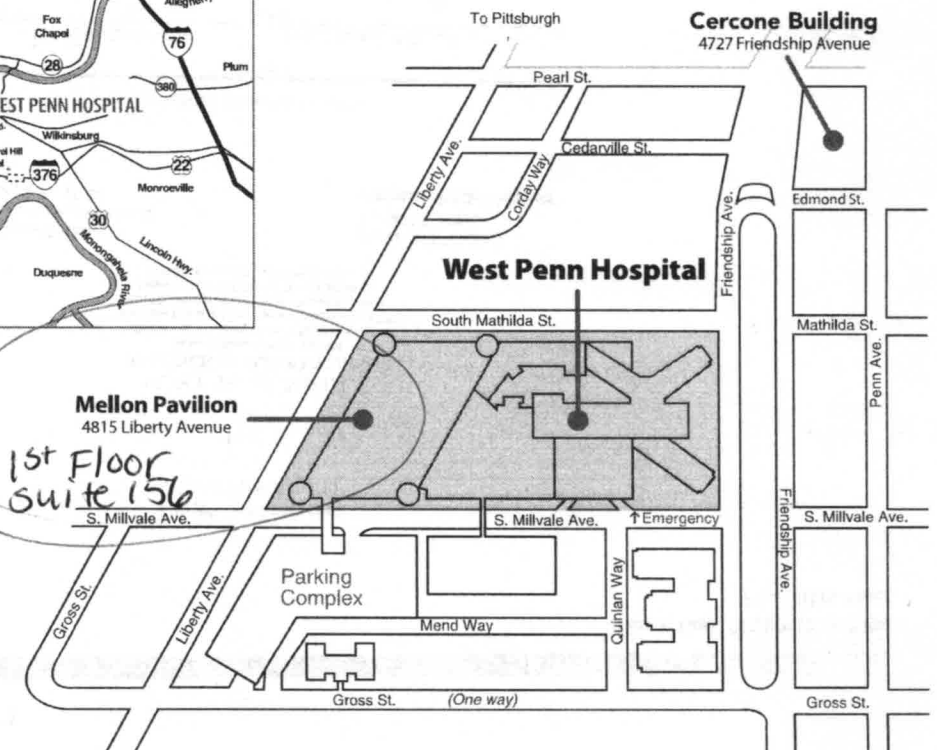 Allegheny
Fox
Chapel
76
28
Plum
380
EST PENN HOSPITAL
Wilkinsburg
376
22
Monroeville
30
Lincoln Hwy.
Monongahela River
Duquesne
To Pittsburgh
Cercone Building
4727 Friendship Avenue
Pearl St.
Liberty Ave.
Corday Way
Cedarville St.
Friendship Ave.
Edmond St.
West Penn Hospital
South Mathilda St.
Mathilda St.
Penn Ave.
Mellon Pavilion
4815 Liberty Avenue
1st Floor
Suite 156
S. Millvale Ave.
S. Millvale Ave.
↑Emergency
S. Millvale Ave.
Friendship Ave
Parking
Complex
Gross St.
Liberty Ave.
Quinlan Way
Mend Way
Gross St.
(One way)
Gross St.